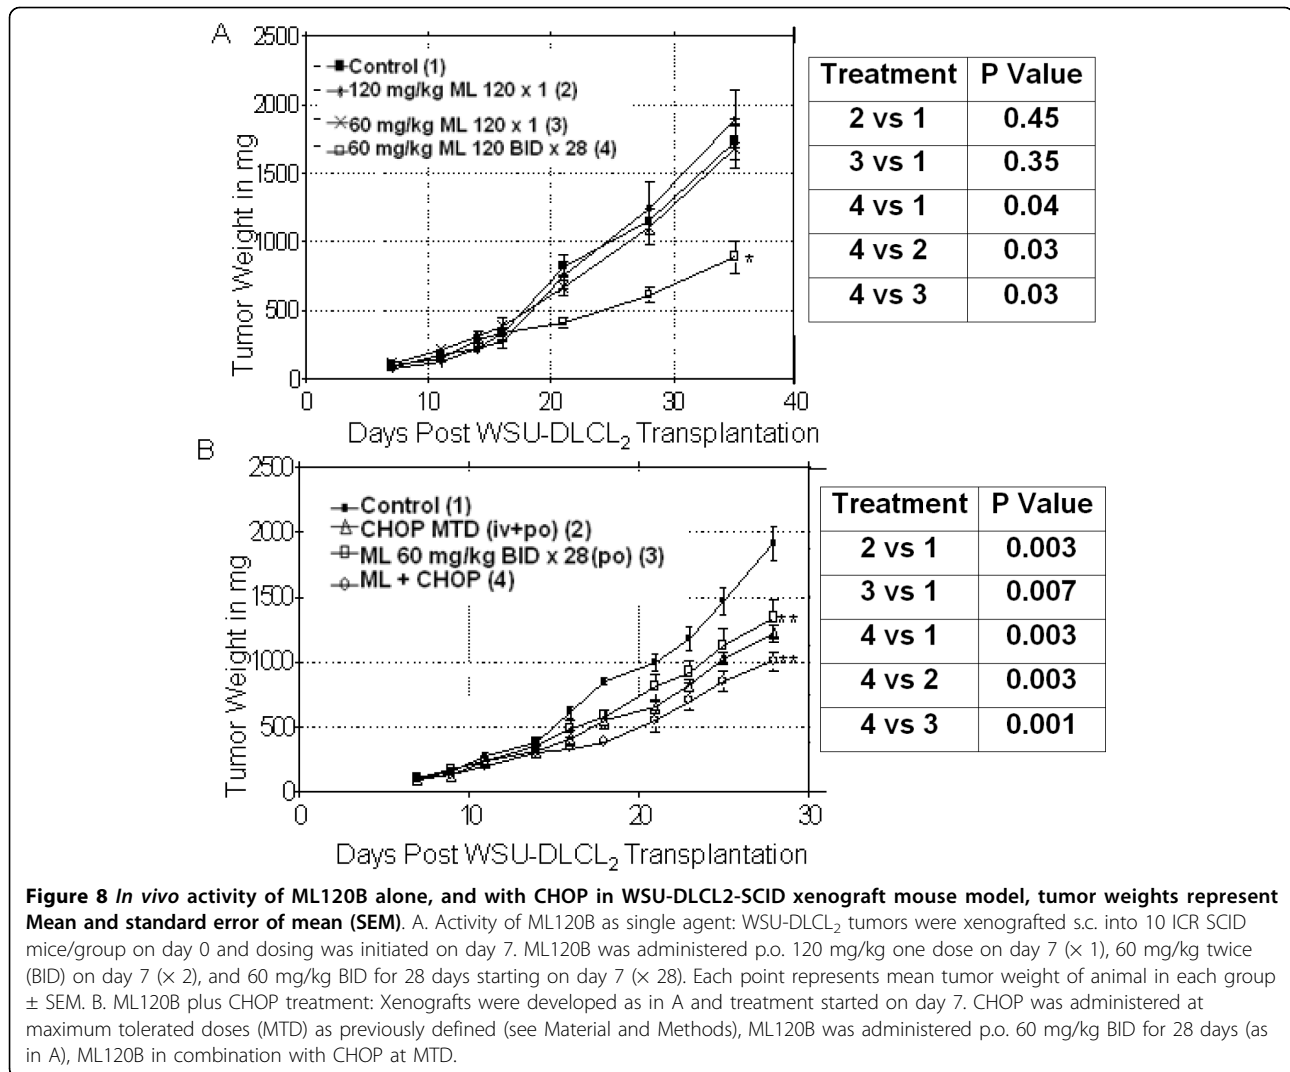 A
2500
2000
1500
1000
500
0
Tumor Weight in mg
Control (1)
120 mg/kg ML 120 x 1 (2)
60 mg/kg ML 120 x 1 (3)
60 mg/kg ML 120 BID x 28 (4)
*
0 10 20 30 40
Days Post WSU-DLCL2 Transplantation
Treatment P Value
2 vs 1 0.45
3 vs 1 0.35
4 vs 1 0.04
4 vs 2 0.03
4 vs 3 0.03
B
2500
2000
1500
1000
500
0
Tumor Weight in mg
Control (1)
CHOP MTD (iv+po) (2)
ML 60 mg/kg BID x 28(po) (3)
ML + CHOP (4)
**
**
0 10 20 30
Days Post WSU-DLCL2 Transplantation
Treatment P Value
2 vs 1 0.003
3 vs 1 0.007
4 vs 1 0.003
4 vs 2 0.003
4 vs 3 0.001
Figure 8 In vivo activity of ML120B alone, and with CHOP in WSU-DLCL2-SCID xenograft mouse model, tumor weights represent
Mean and standard error of mean (SEM). A. Activity of ML120B as single agent: WSU-DLCL2 tumors were xenografted s.c. into 10 ICR SCID
mice/group on day 0 and dosing was initiated on day 7. ML120B was administered p.o. 120 mg/kg one dose on day 7 (× 1), 60 mg/kg twice
(BID) on day 7 (× 2), and 60 mg/kg BID for 28 days starting on day 7 (× 28). Each point represents mean tumor weight of animal in each group
± SEM. B. ML120B plus CHOP treatment: Xenografts were developed as in A and treatment started on day 7. CHOP was administered at
maximum tolerated doses (MTD) as previously defined (see Material and Methods), ML120B was administered p.o. 60 mg/kg BID for 28 days (as
in A), ML120B in combination with CHOP at MTD.